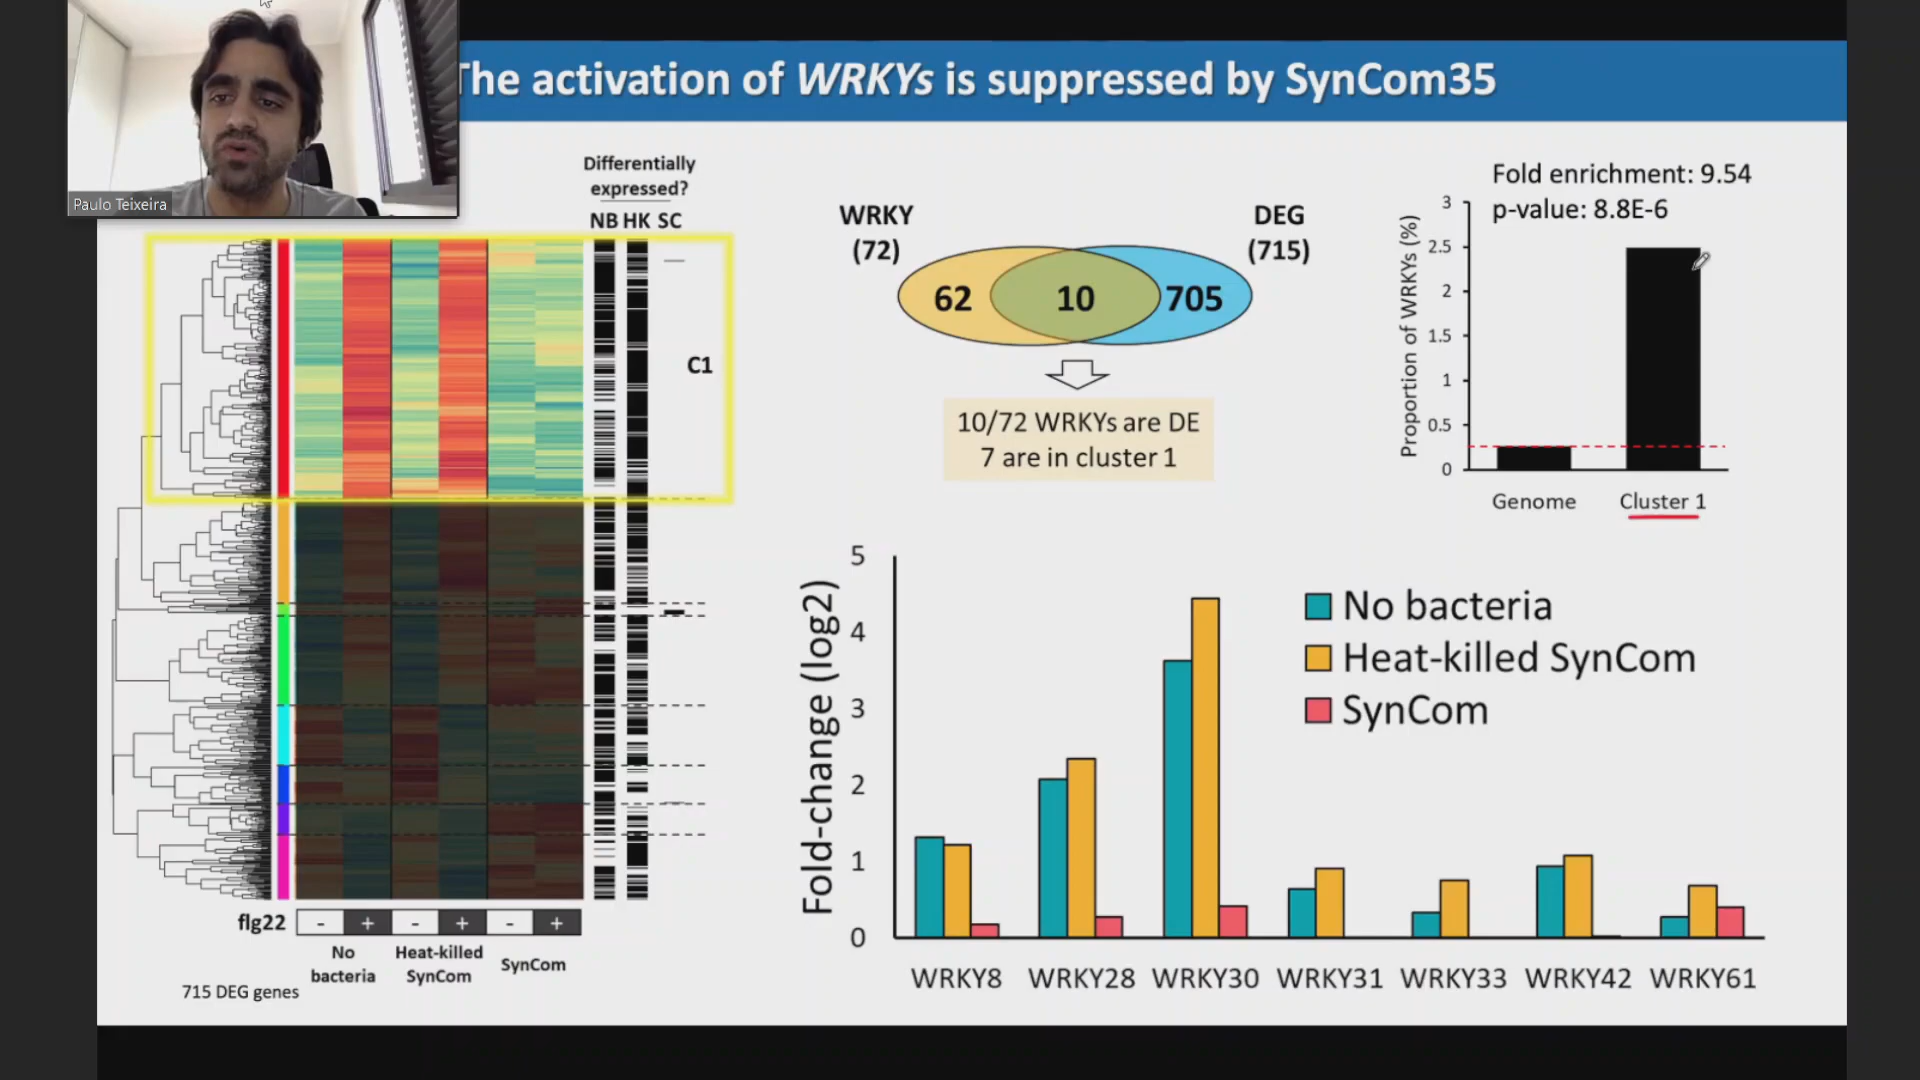 Paulo Teixeira
The activation of WRKYs is suppressed by SynCom35
Differentially
expressed?
NB HK SC
C1
flg22
- + - + - +
No
bacteria
Heat-killed
SynCom
SynCom
715 DEG genes
WRKY
(72)
DEG
(715)
62 10 705
10/72 WRKYs are DE
7 are in cluster 1
Fold enrichment: 9.54
p-value: 8.8E-6
Proportion of WRKYs (%)
3
2.5
2
1.5
1
0.5
0
Genome Cluster 1
Fold-change (log2)
5
4
3
2
1
0
No bacteria
Heat-killed SynCom
SynCom
WRKY8 WRKY28 WRKY30 WRKY31 WRKY33 WRKY42 WRKY61